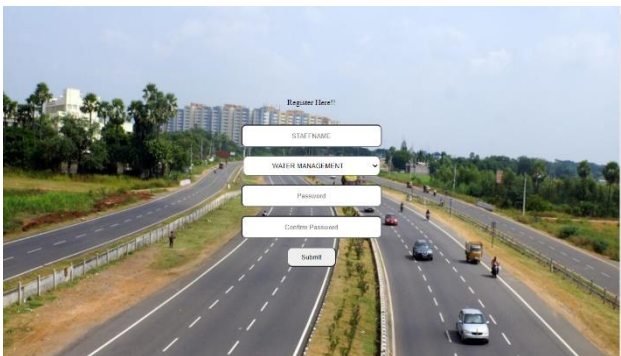 Register Here!!
STAFFNAME
WATER MANAGEMENT
Password
Confirm Password
Submit